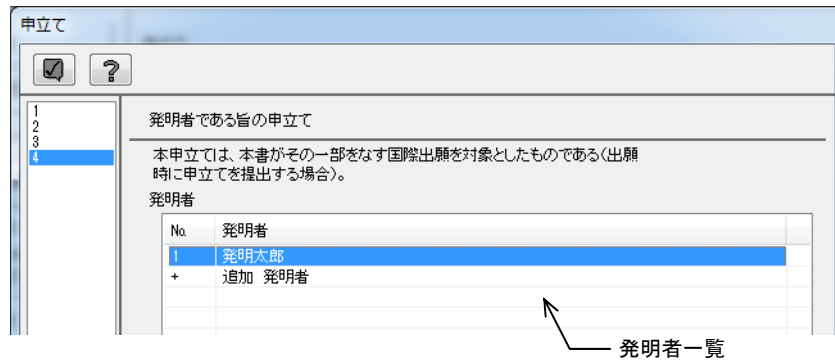 申立て
?
1
2
3
4
発明者である旨の申立て
本申立ては、本書がその一部をなす国際出願を対象としたものである(出願
時に申立てを提出する場合)。
発明者
No. 発明者
1 発明太郎
+ 追加 発明者
発明者一覧